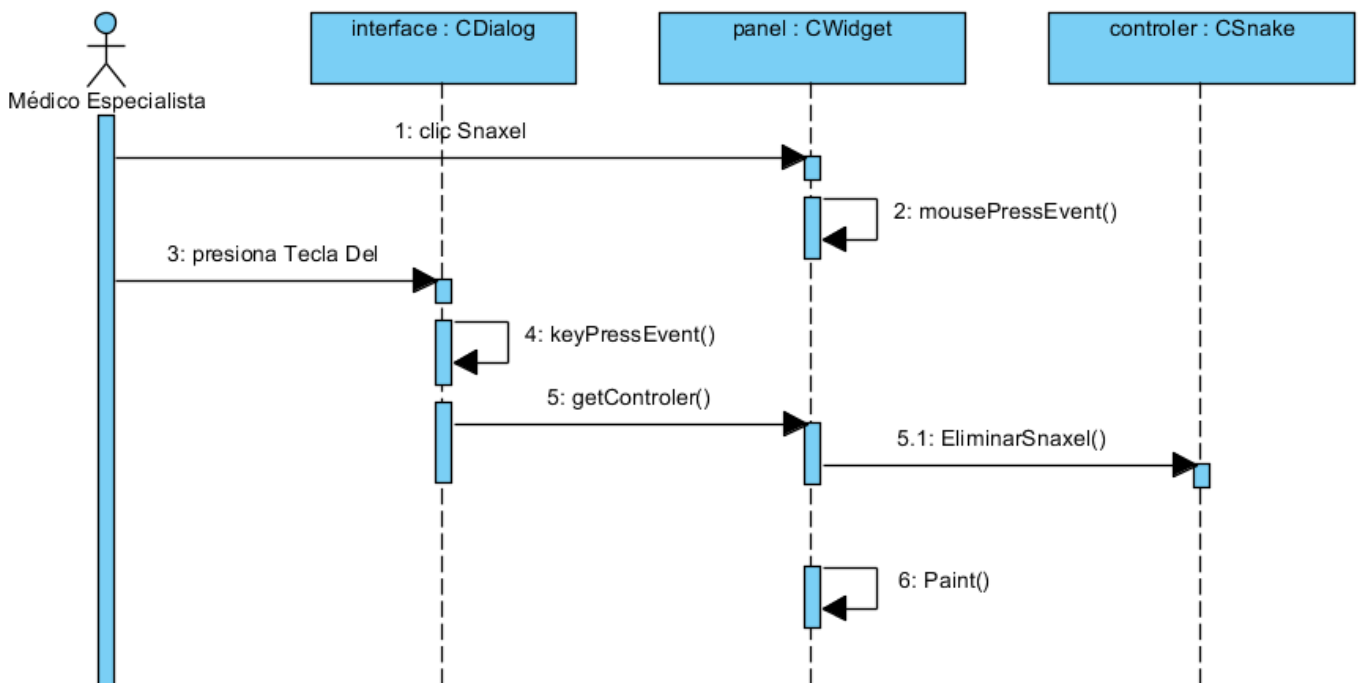 interface : CDialog
panel : CWidget
controler : CSnake
Médico Especialista
1: clic Snaxel
2: mousePressEvent()
3: presiona Tecla Del
4: keyPressEvent()
5: getControler()
5.1: EliminarSnaxel()
6: Paint()